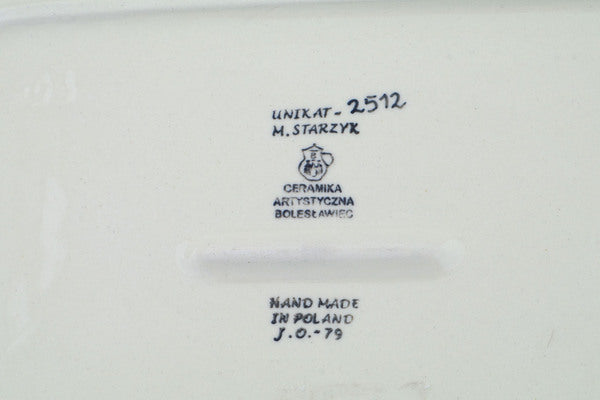 UNIKAT - 2512
M. STARZYK
CERAMIKA
ARTYSTYCZNA
BOLESŁAWIEC
HAND MADE
IN POLAND
J.O.-79